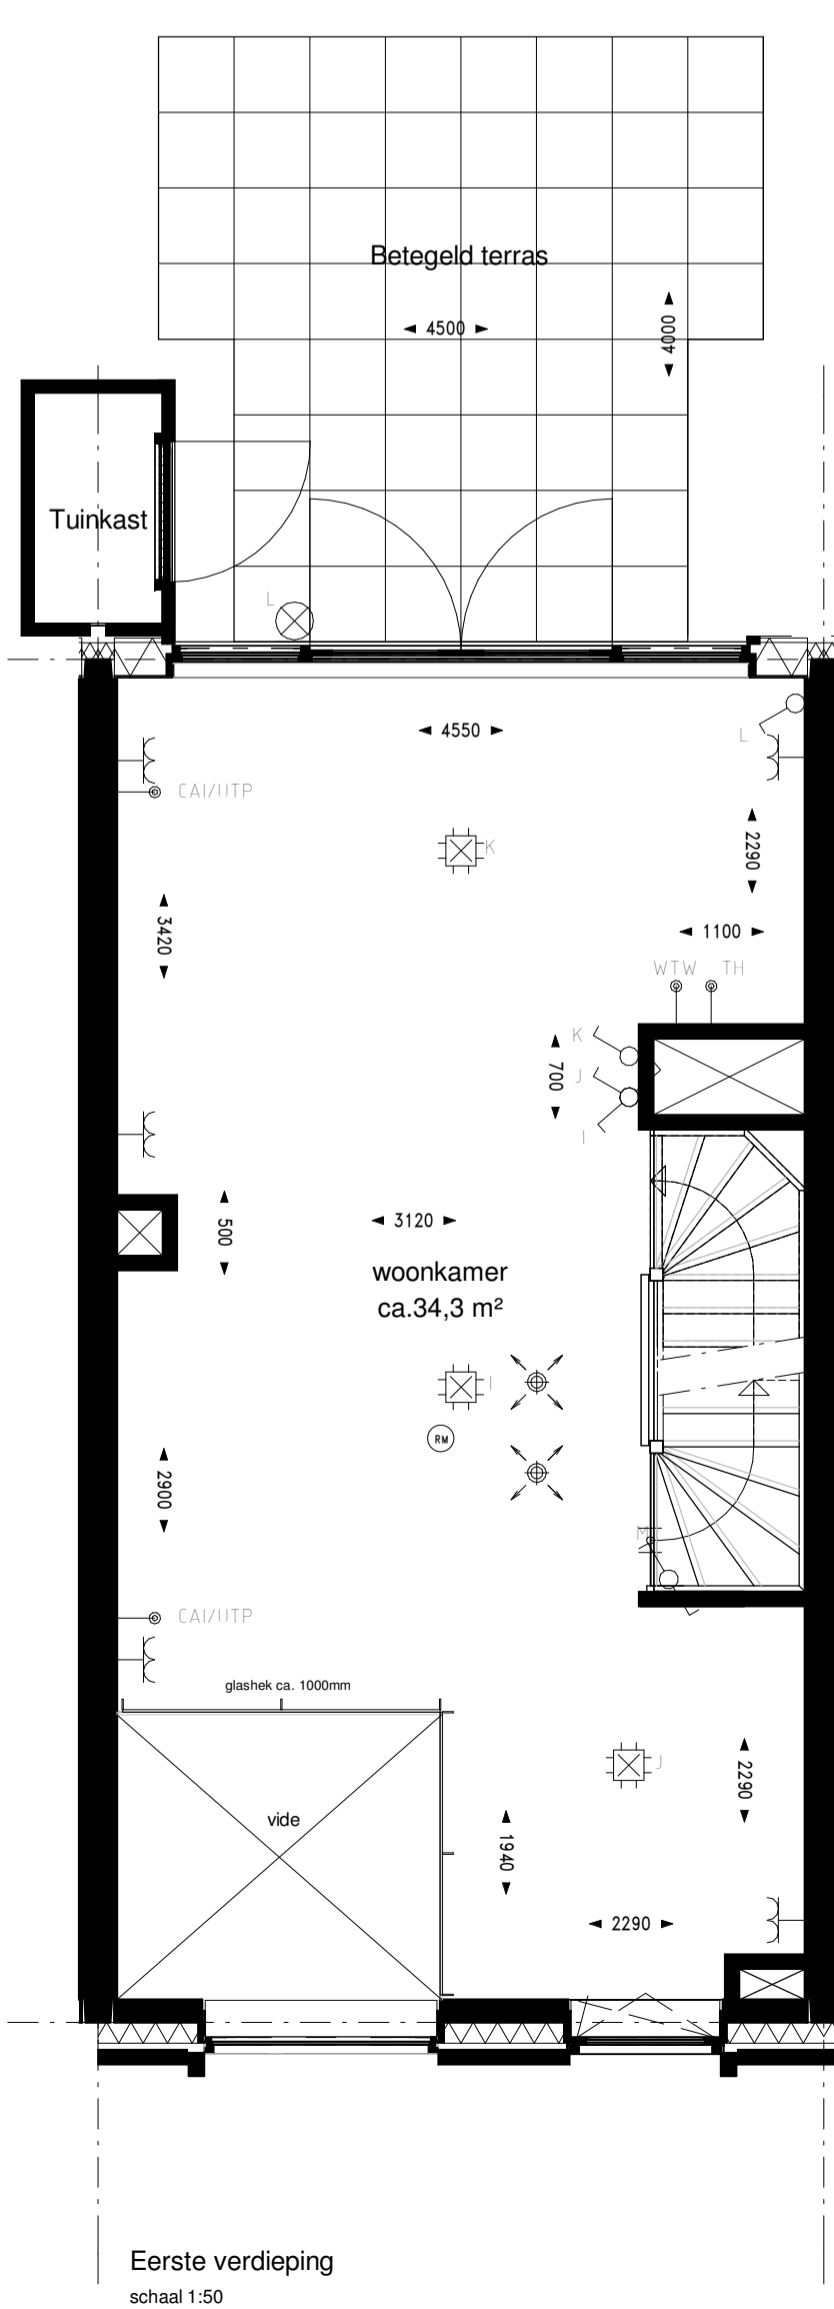 Betegeld terras
4500
4000
Tuinkast
L
4550
L
CAI/UTP
K
2290
3420
1100
WTW TH
K
J
700
I
500
3120
woonkamer
ca.34,3 m²
I
RM
2900
M
CAI/UTP
glashek ca. 1000mm
J
2290
vide
1940
2290
Eerste verdieping
schaal 1:50